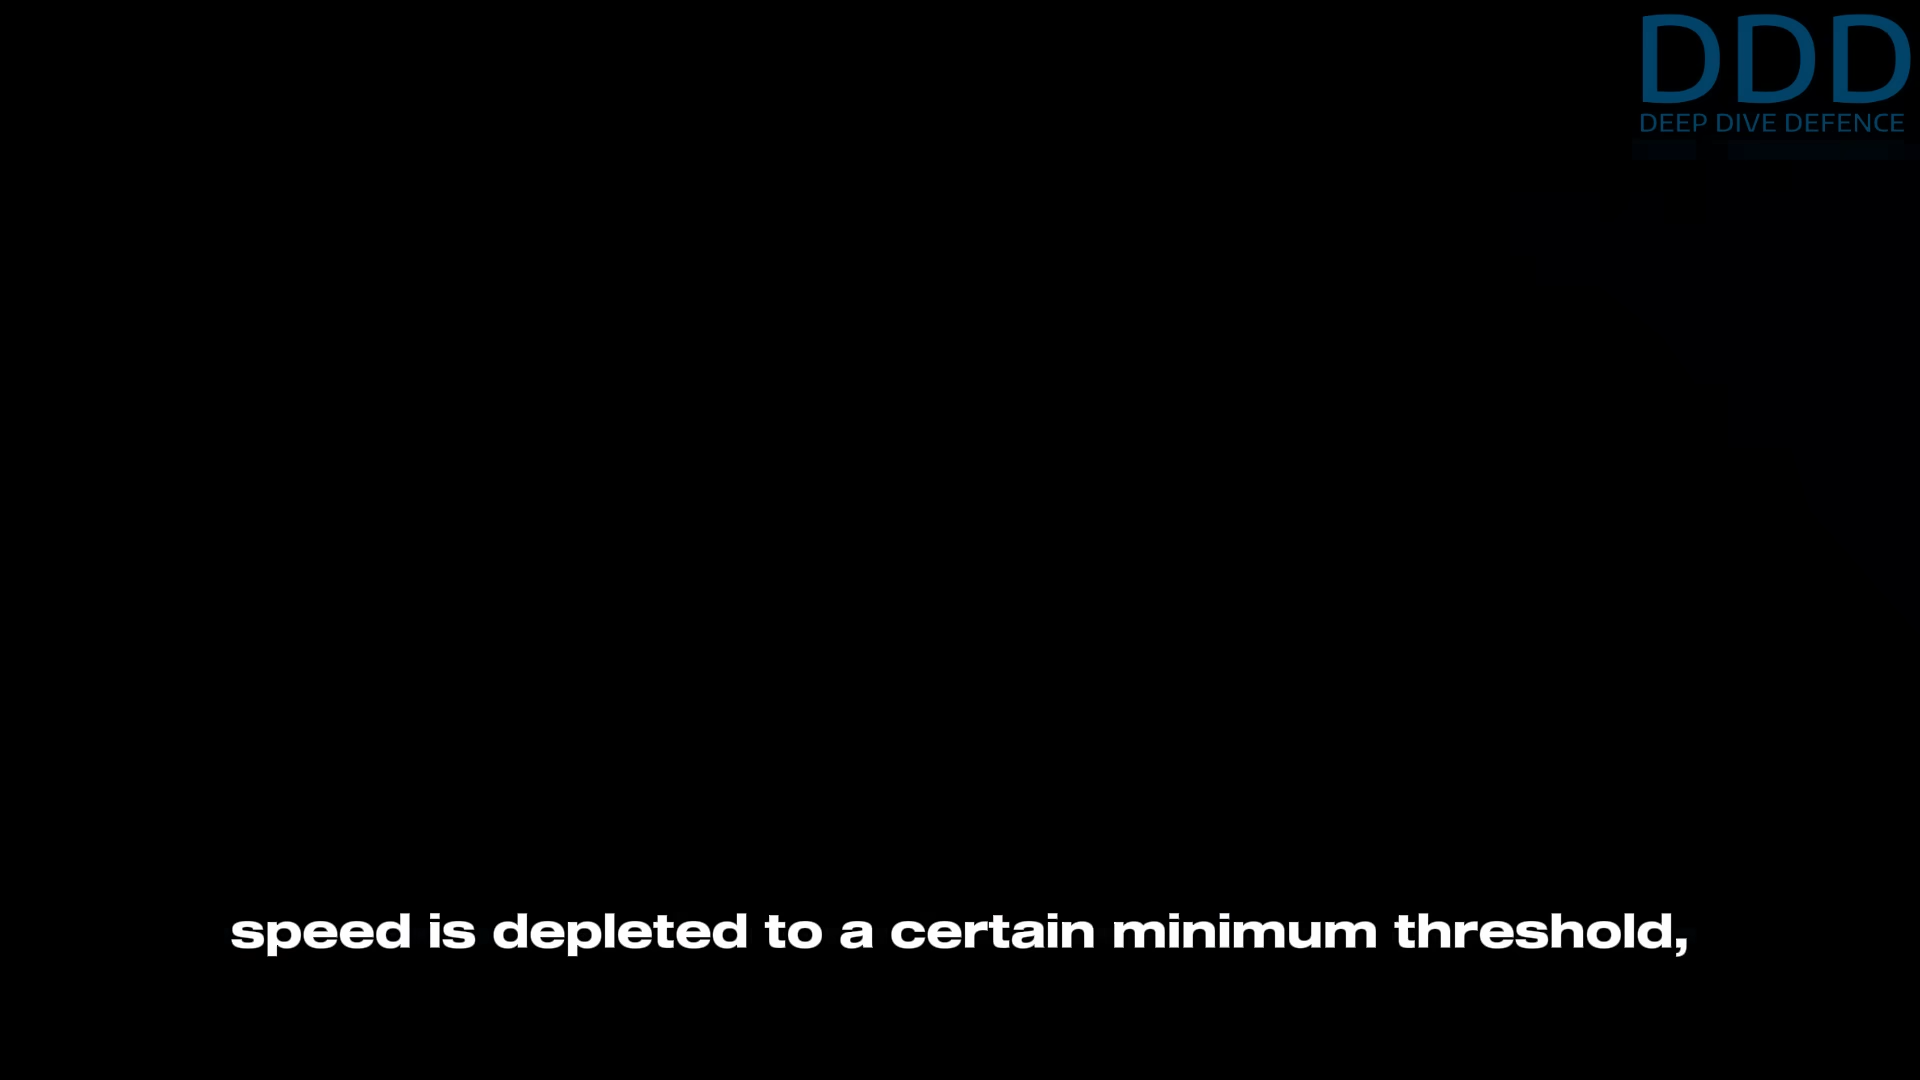 DDD
DEEP DIVE DEFENCE
speed is depleted to a certain minimum threshold,